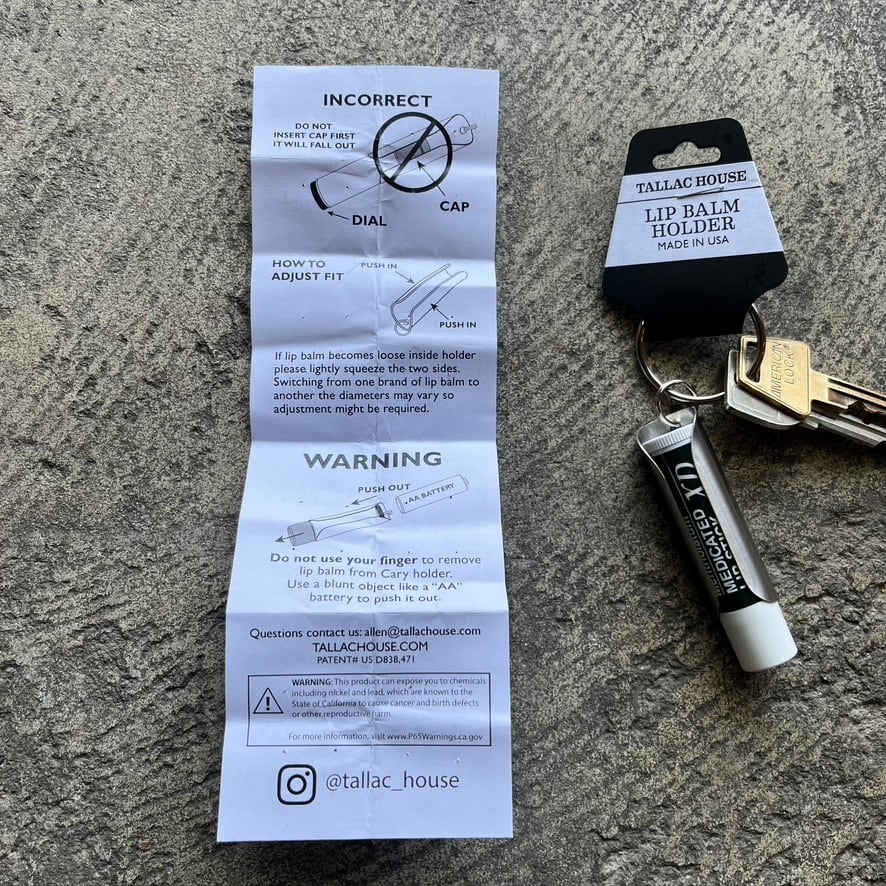 INCORRECT
DO NOT
INSERT CAP FIRST
IT WILL FALL OUT
CAP
DIAL
HOW TO
ADJUST FIT
PUSH IN
PUSH IN
If lip balm becomes loose inside holder
please lightly squeeze the two sides.
Switching from one brand of lip balm to
another the diameters may vary so
adjustment might be required.
WARNING
PUSH OUT
AA BATTERY
Do not use your finger to remove
lip balm from Cary holder.
Use a blunt object like a "AA"
battery to push it out.
Questions contact us: allen@tallachouse.com
TALLACHOUSE.COM
PATENT# US D838,471
WARNING: This product can expose you to chemicals
including nickel and lead, which are known to the
State of California to cause cancer and birth defects
or other reproductive harm.
For more information, visit www.P65Warnings.ca.gov
@tallac_house
TALLAC HOUSE
LIP BALM
HOLDER
MADE IN USA
AMERICAN
LOCK
XD
MEDICATED